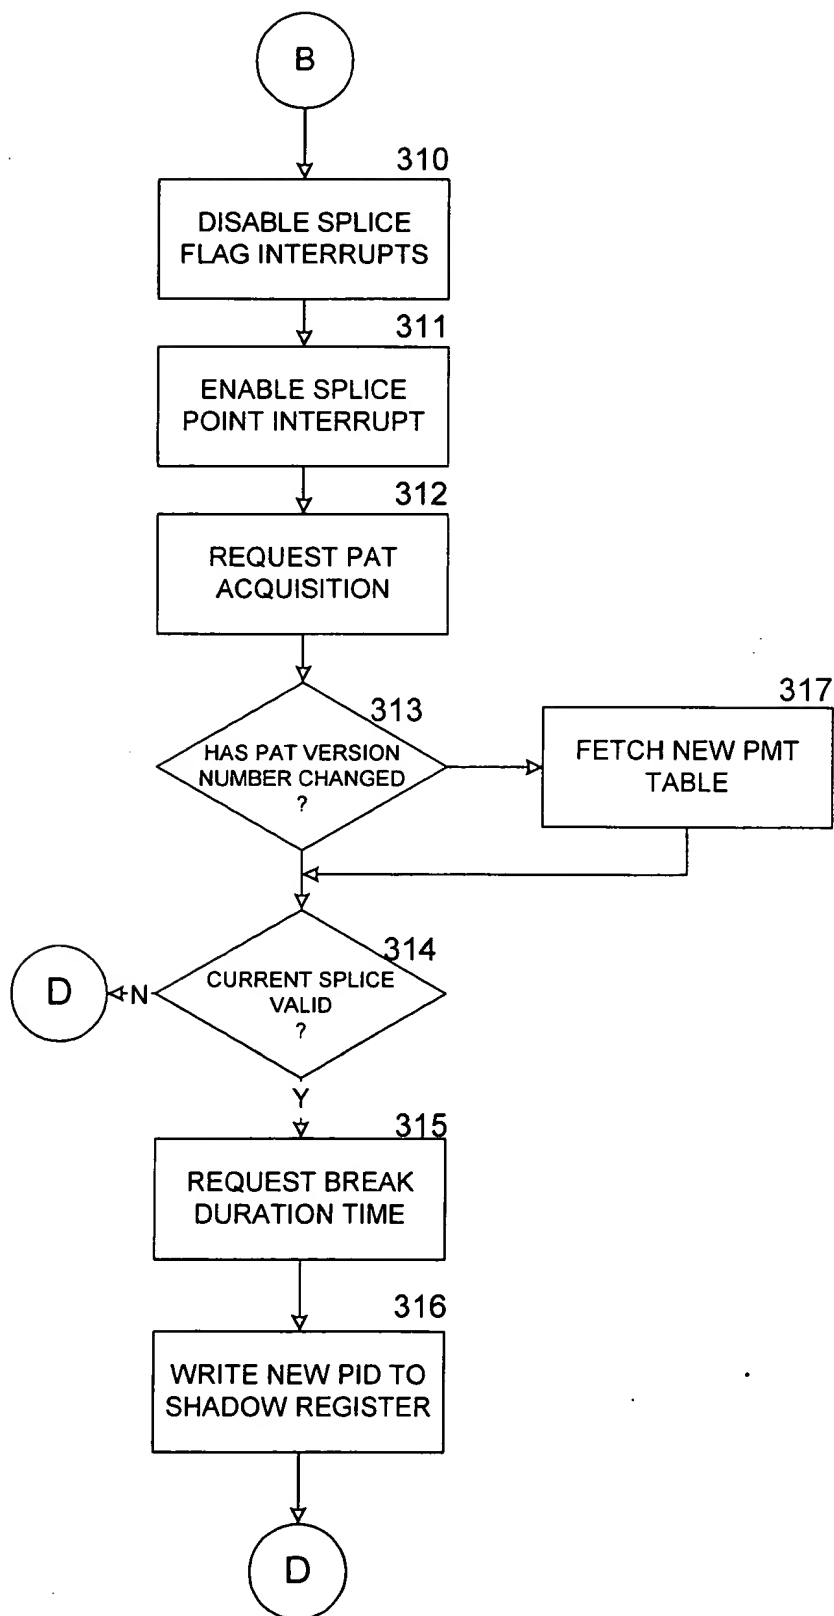 B
310
DISABLE SPLICE
FLAG INTERRUPTS
311
ENABLE SPLICE
POINT INTERRUPT
312
REQUEST PAT
ACQUISITION
313
HAS PAT VERSION
NUMBER CHANGED
?
317
FETCH NEW PMT
TABLE
314
CURRENT SPLICE
VALID
?
N
D
Y
315
REQUEST BREAK
DURATION TIME
316
WRITE NEW PID TO
SHADOW REGISTER
D